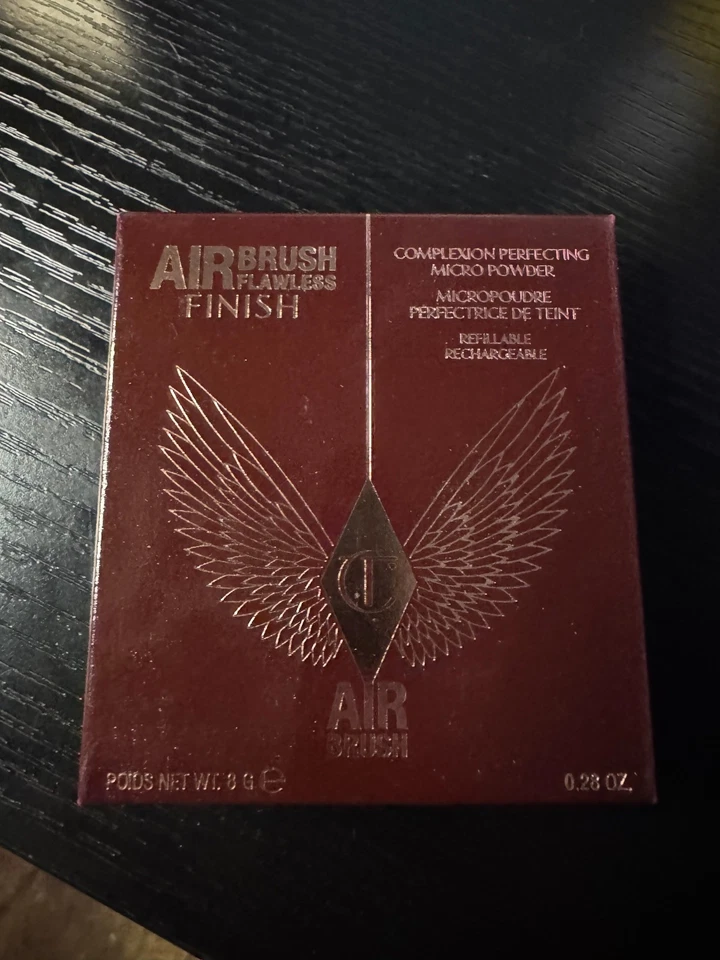 AIRBRUSH
FLAWLESS
FINISH
COMPLEXION PERFECTING
MICRO POWDER
MICROPOUDRE
PERFECTRICE DE TEINT
REFILLABLE
RECHARGEABLE
CT
AIR
BRUSH
POIDS NET WT. 8 G ℮
0.28 OZ.